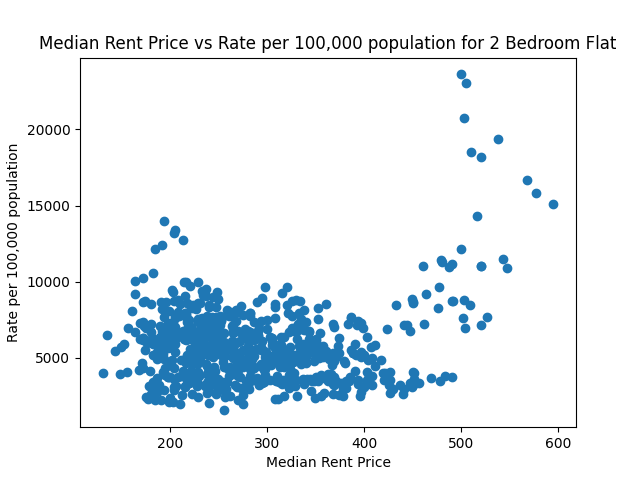 Median Rent Price vs Rate per 100,000 population for 2 Bedroom Flat
Rate per 100,000 population
20000
15000
10000
5000
200 300 400 500 600
Median Rent Price